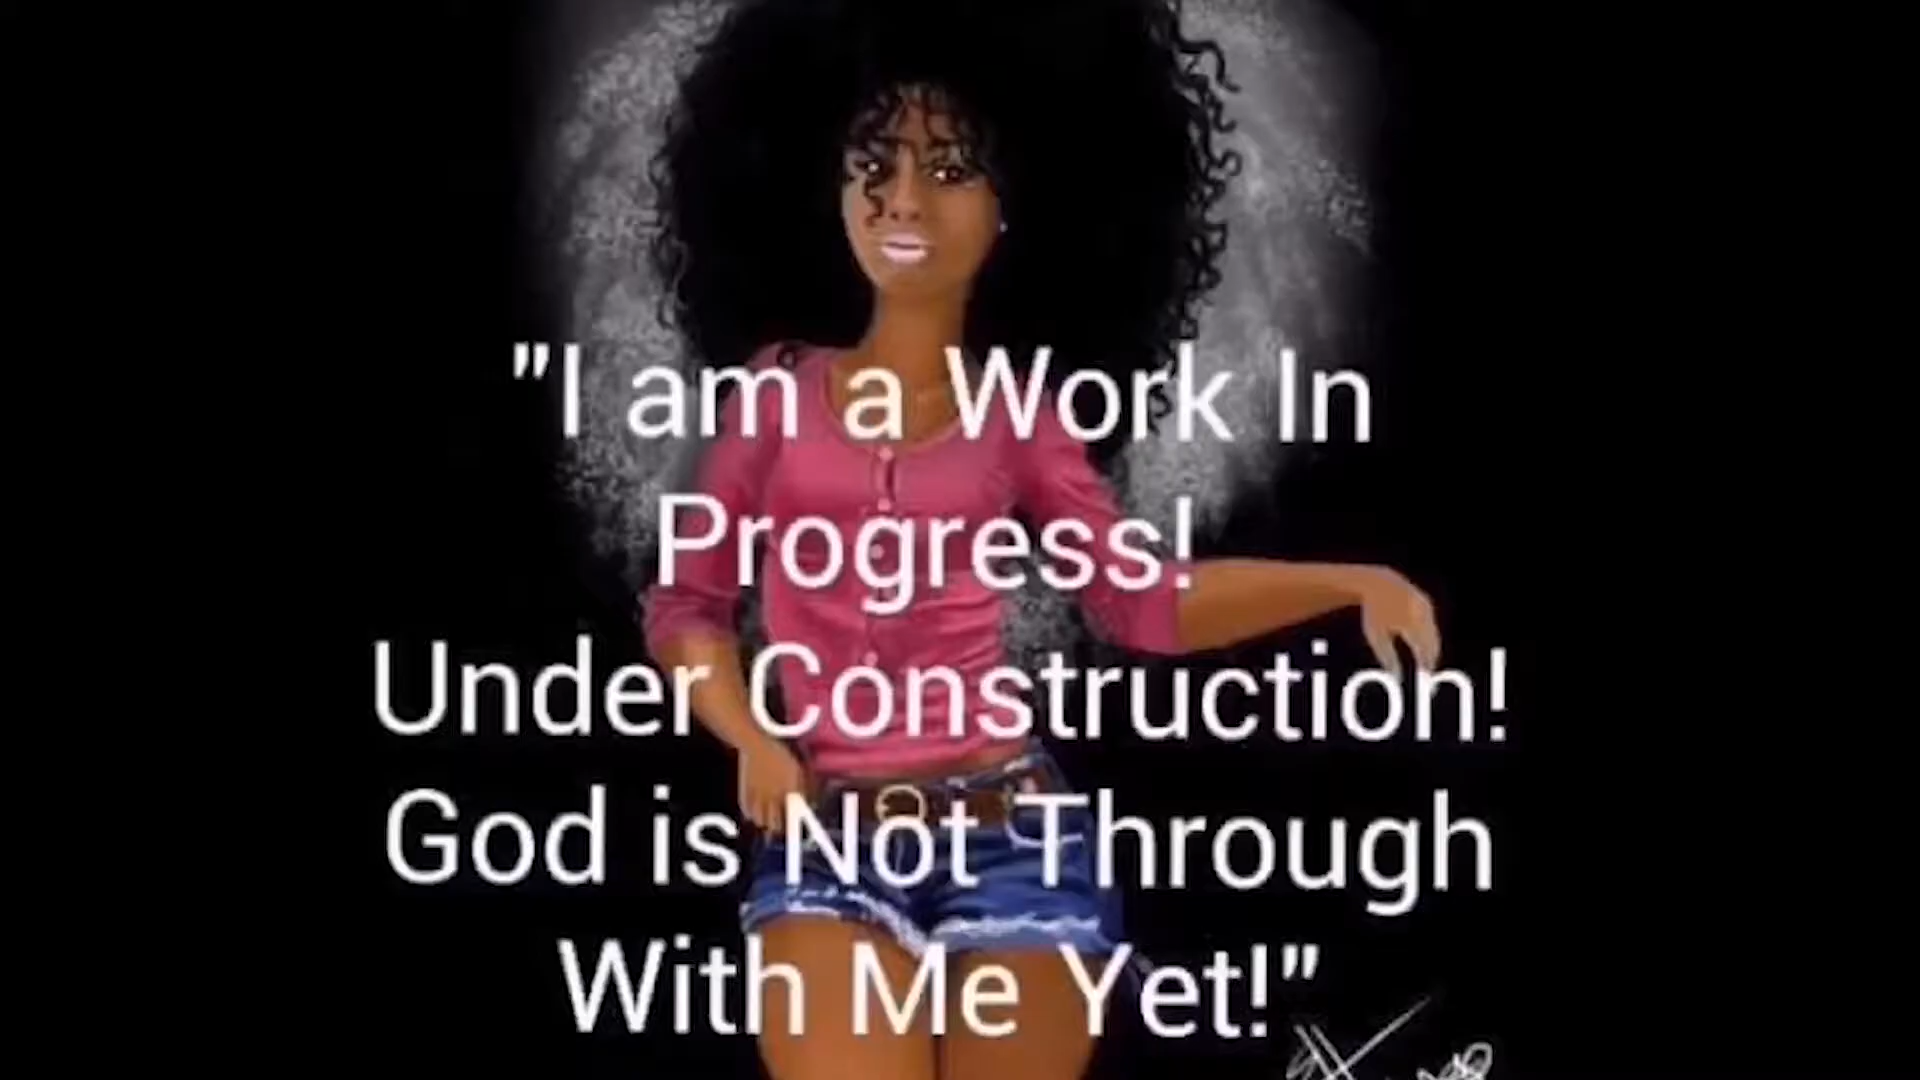 "I am a Work In
Progress!
Under Construction!
God is Not Through
With Me Yet!"